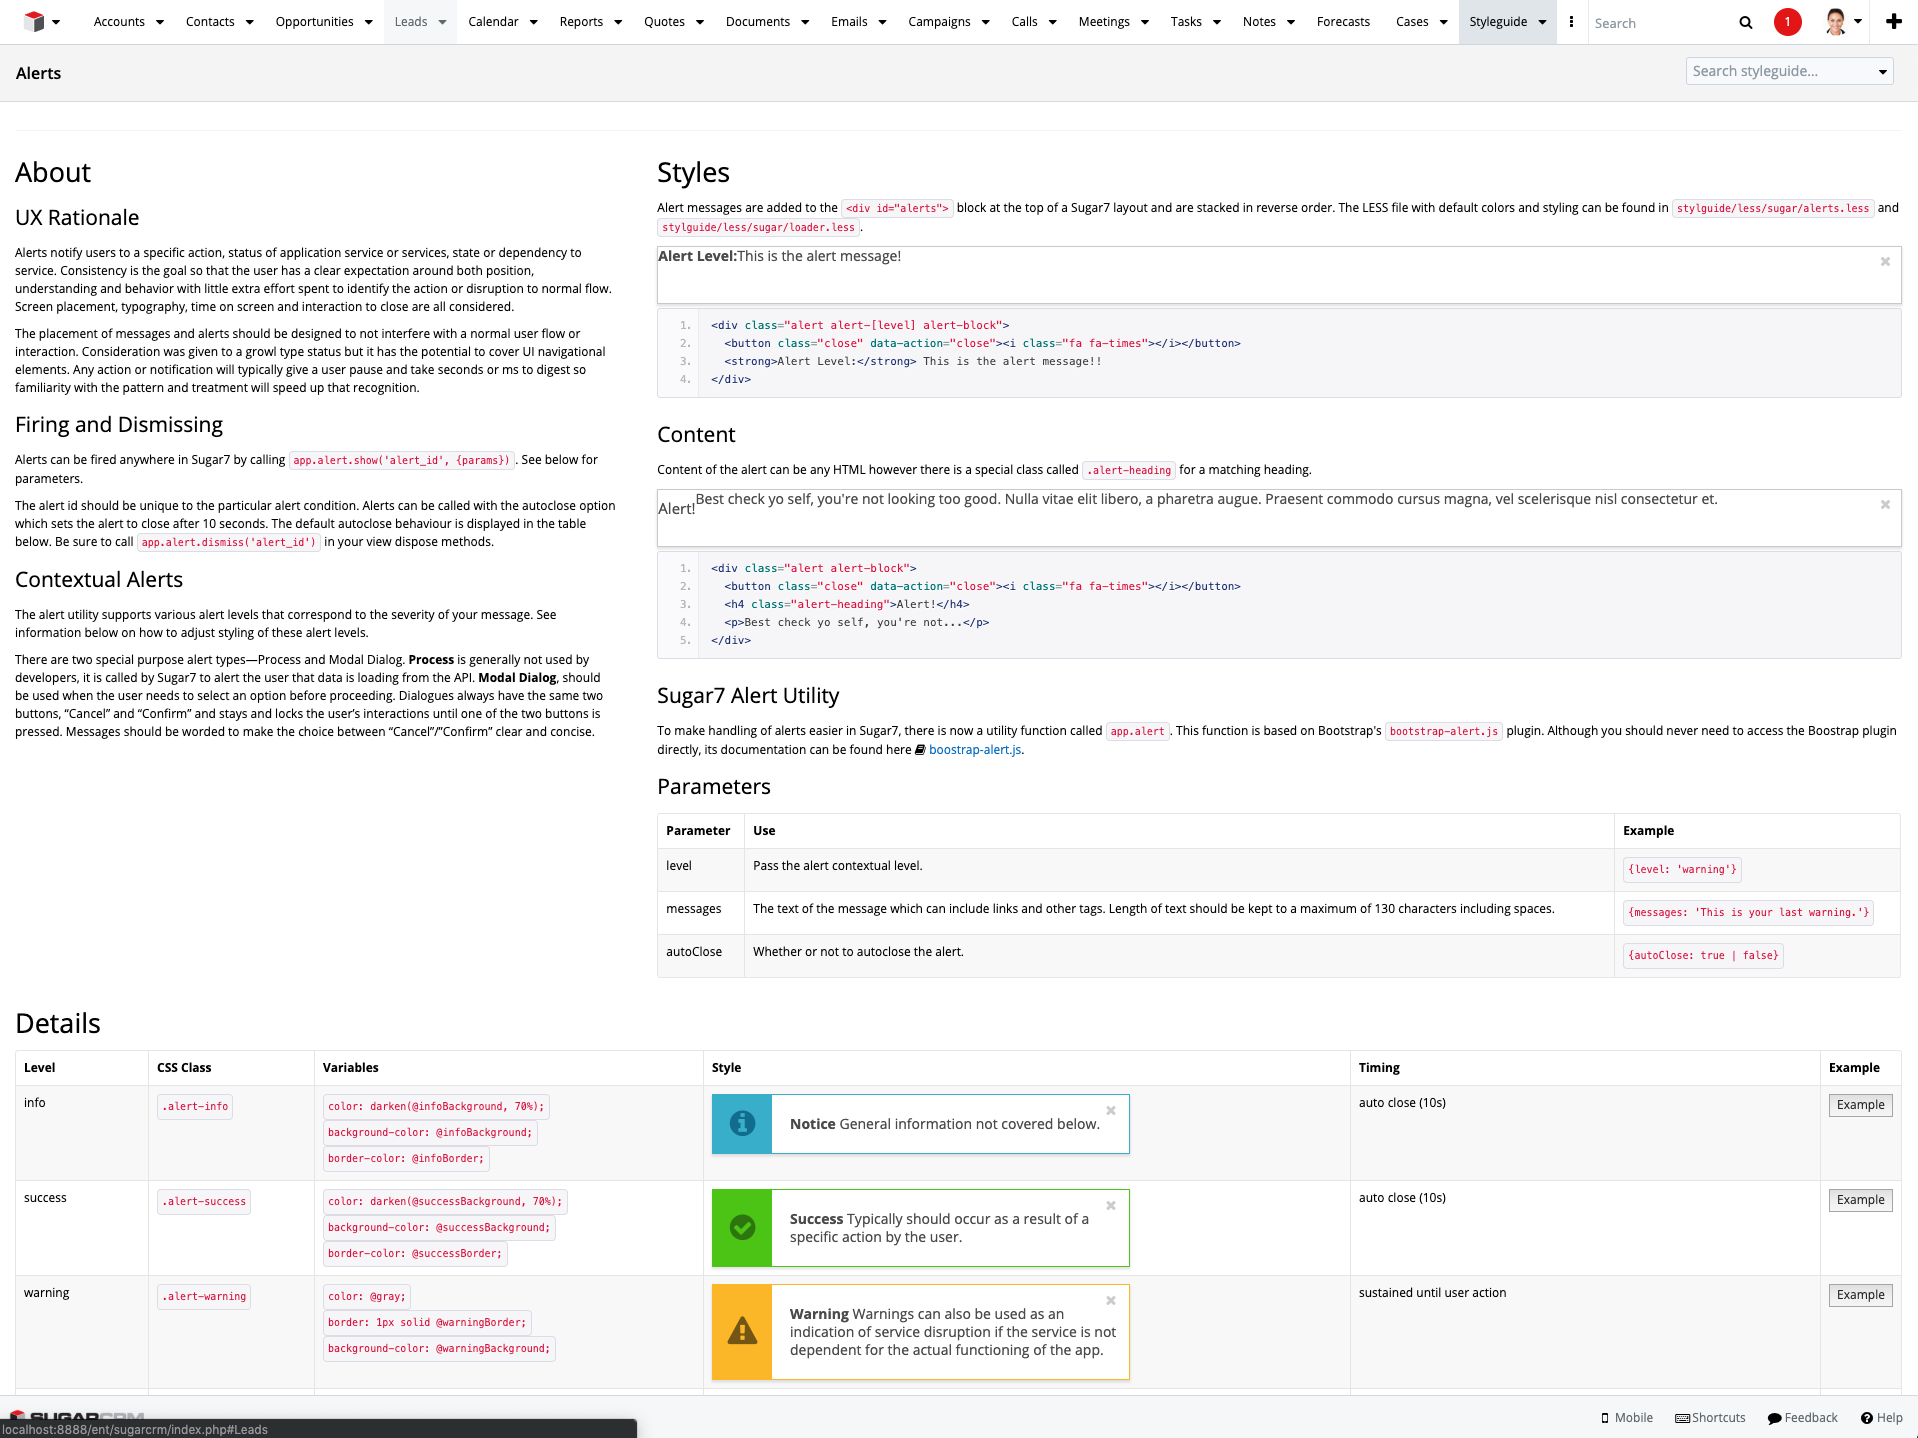 Accounts Contacts Opportunities Leads Calendar Reports Quotes Documents Emails Campaigns Calls Meetings Tasks Notes Forecasts Cases Styleguide Search 1
Alerts
Search styleguide...
About
UX Rationale
Alerts notify users to a specific action, status of application service or services, state or dependency to
service. Consistency is the goal so that the user has a clear expectation around both position,
understanding and behavior with little extra effort spent to identify the action or disruption to normal flow.
Screen placement, typography, time on screen and interaction to close are all considered.
The placement of messages and alerts should be designed to not interfere with a normal user flow or
interaction. Consideration was given to a growl type status but it has the potential to cover UI navigational
elements. Any action or notification will typically give a user pause and take seconds or ms to digest so
familiarity with the pattern and treatment will speed up that recognition.
Firing and Dismissing
Alerts can be fired anywhere in Sugar7 by calling app.alert.show('alert_id', {params}). See below for
parameters.
The alert id should be unique to the particular alert condition. Alerts can be called with the autoclose option
which sets the alert to close after 10 seconds. The default autoclose behaviour is displayed in the table
below. Be sure to call app.alert.dismiss('alert_id') in your view dispose methods.
Contextual Alerts
The alert utility supports various alert levels that correspond to the severity of your message. See
information below on how to adjust styling of these alert levels.
There are two special purpose alert types—Process and Modal Dialog. Process is generally not used by
developers, it is called by Sugar7 to alert the user that data is loading from the API. Modal Dialog, should
be used when the user needs to select an option before proceeding. Dialogues always have the same two
buttons, “Cancel” and “Confirm” and stays and locks the user’s interactions until one of the two buttons is
pressed. Messages should be worded to make the choice between “Cancel”/”Confirm” clear and concise.
Styles
Alert messages are added to the <div id="alerts"> block at the top of a Sugar7 layout and are stacked in reverse order. The LESS file with default colors and styling can be found in stylguide/less/sugar/alerts.less and
stylguide/less/sugar/loader.less.
Alert Level:This is the alert message!
1. <div class="alert alert-[level] alert-block">
2. <button class="close" data-action="close"><i class="fa fa-times"></i></button>
3. <strong>Alert Level:</strong> This is the alert message!!
4. </div>
Content
Content of the alert can be any HTML however there is a special class called .alert-heading for a matching heading.
Alert! Best check yo self, you're not looking too good. Nulla vitae elit libero, a pharetra augue. Praesent commodo cursus magna, vel scelerisque nisl consectetur et.
1. <div class="alert alert-block">
2. <button class="close" data-action="close"><i class="fa fa-times"></i></button>
3. <h4 class="alert-heading">Alert!</h4>
4. <p>Best check yo self, you're not...</p>
5. </div>
Sugar7 Alert Utility
To make handling of alerts easier in Sugar7, there is now a utility function called app.alert. This function is based on Bootstrap's bootstrap-alert.js plugin. Although you should never need to access the Boostrap plugin
directly, its documentation can be found here boostrap-alert.js.
Parameters
Parameter Use Example
level Pass the alert contextual level. {level: 'warning'}
messages The text of the message which can include links and other tags. Length of text should be kept to a maximum of 130 characters including spaces. {messages: 'This is your last warning.'}
autoClose Whether or not to autoclose the alert. {autoClose: true | false}
Details
Level CSS Class Variables Style Timing Example
info .alert-info color: darken(@infoBackground, 70%);
background-color: @infoBackground;
border-color: @infoBorder;
Notice General information not covered below.
auto close (10s) Example
success .alert-success color: darken(@successBackground, 70%);
background-color: @successBackground;
border-color: @successBorder;
Success Typically should occur as a result of a
specific action by the user.
auto close (10s) Example
warning .alert-warning color: @gray;
border: 1px solid @warningBorder;
background-color: @warningBackground;
Warning Warnings can also be used as an
indication of service disruption if the service is not
dependent for the actual functioning of the app.
sustained until user action Example
SUGARCRM
localhost:8888/ent/sugarcrm/index.php#Leads
Mobile Shortcuts Feedback Help